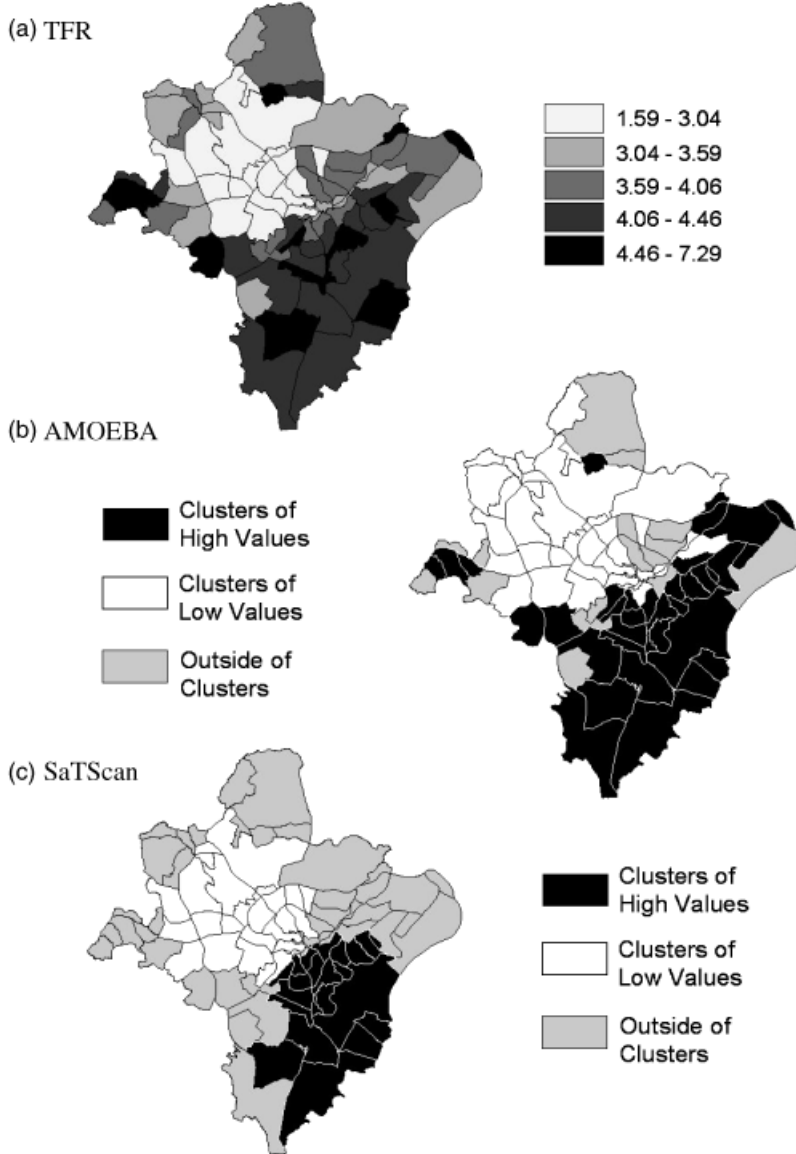 (a) TFR
1.59 - 3.04
3.04 - 3.59
3.59 - 4.06
4.06 - 4.46
4.46 - 7.29
(b) AMOEBA
Clusters of
High Values
Clusters of
Low Values
Outside of
Clusters
(c) SaTScan
Clusters of
High Values
Clusters of
Low Values
Outside of
Clusters